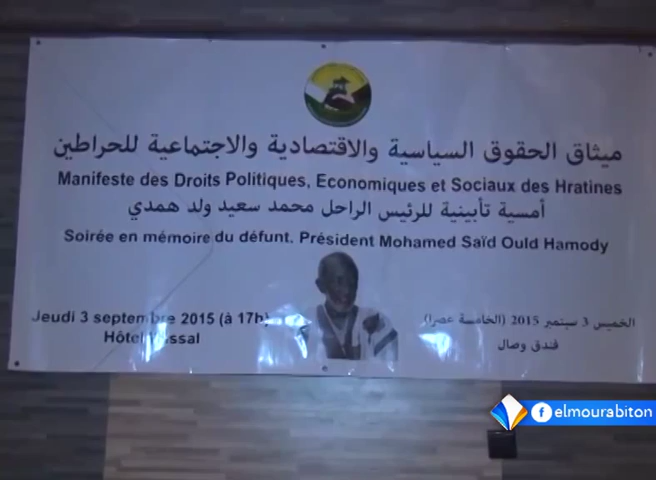 ميثاق الحقوق السياسية والاقتصادية والاجتماعية للحراطين
Manifeste des Droits Politiques, Economiques et Sociaux des Hratines
أمسية تأبينية للرئيس الراحل محمد سعيد ولد همدي
Soirée en mémoire du défunt. Président Mohamed Saïd Ould Hamody
Jeudi 3 septembre 2015 (à 17h)
Hôtel Wissal
الخميس 3 سبتمبر 2015 (الخامسة عصرا)
فندق وصال
elmourabiton